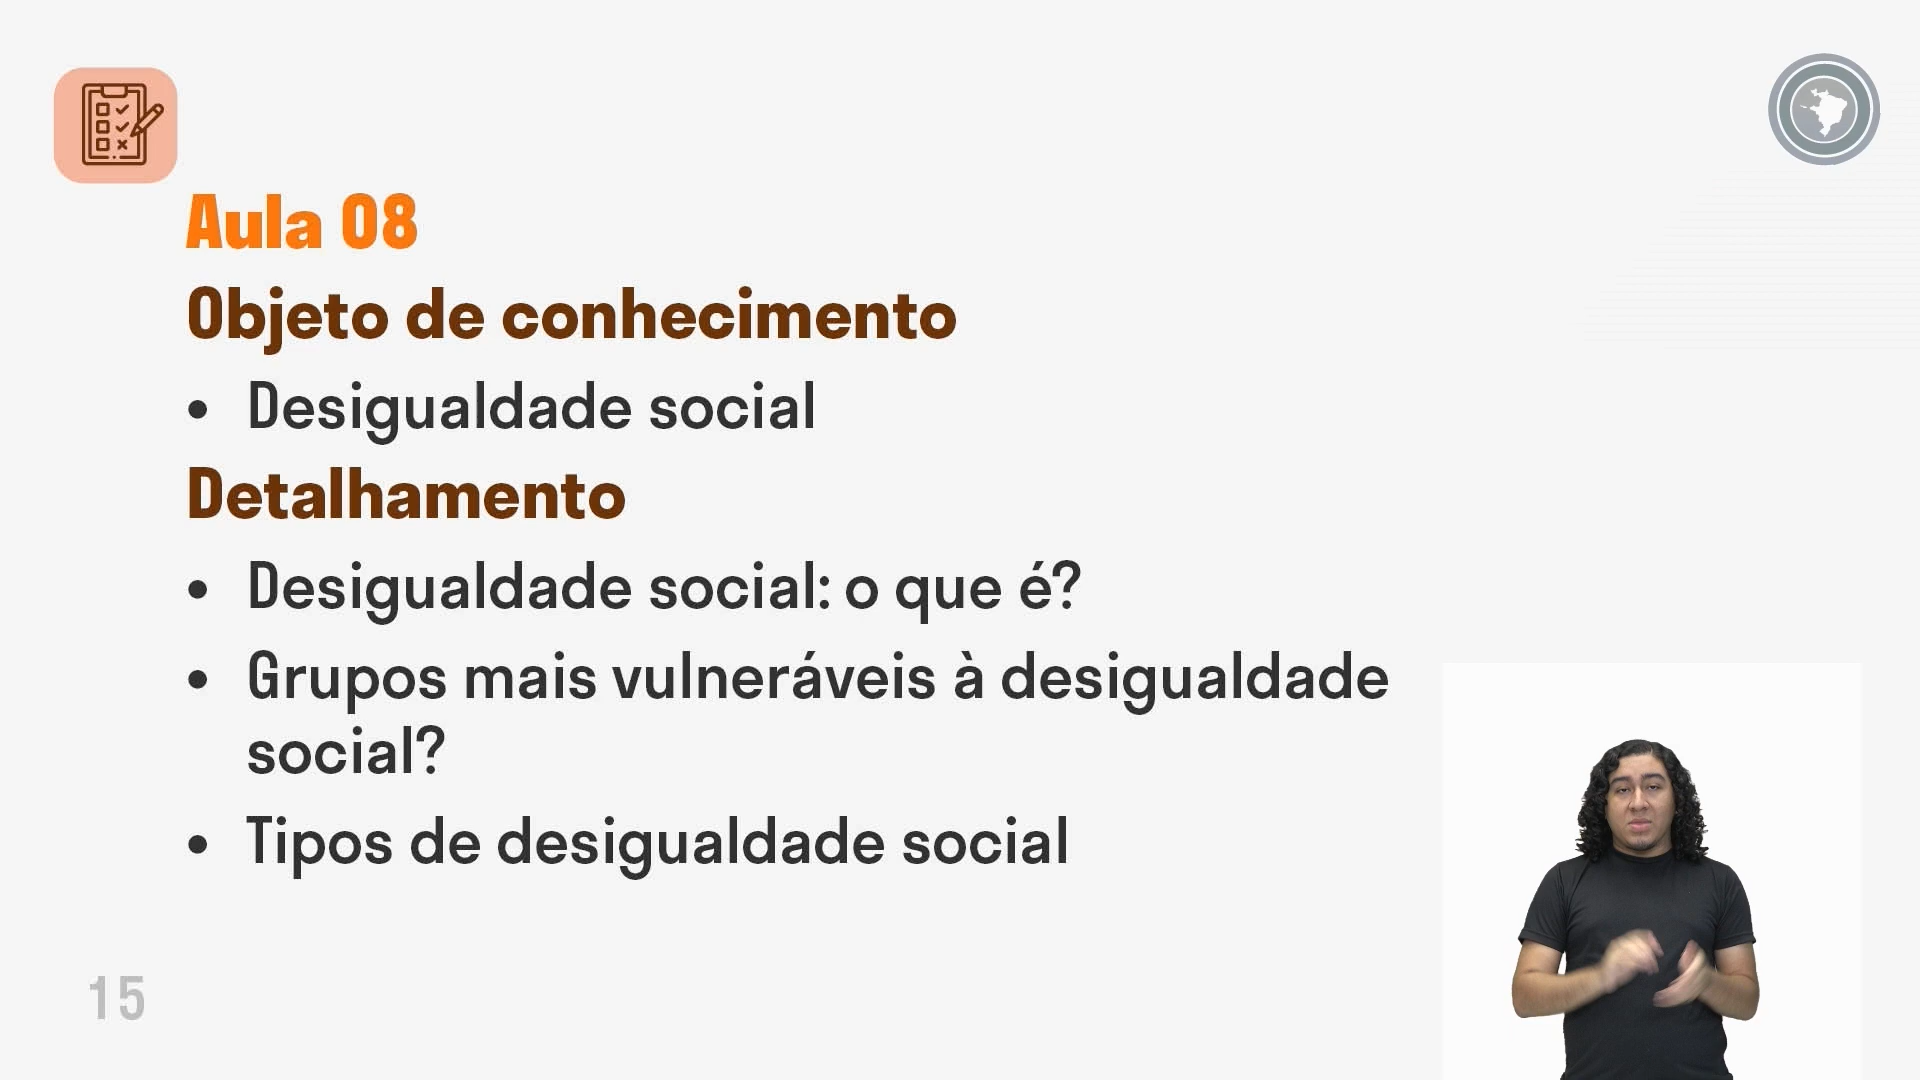 Aula 08
Objeto de conhecimento
• Desigualdade social
Detalhamento
• Desigualdade social: o que é?
• Grupos mais vulneráveis à desigualdade
social?
• Tipos de desigualdade social
15